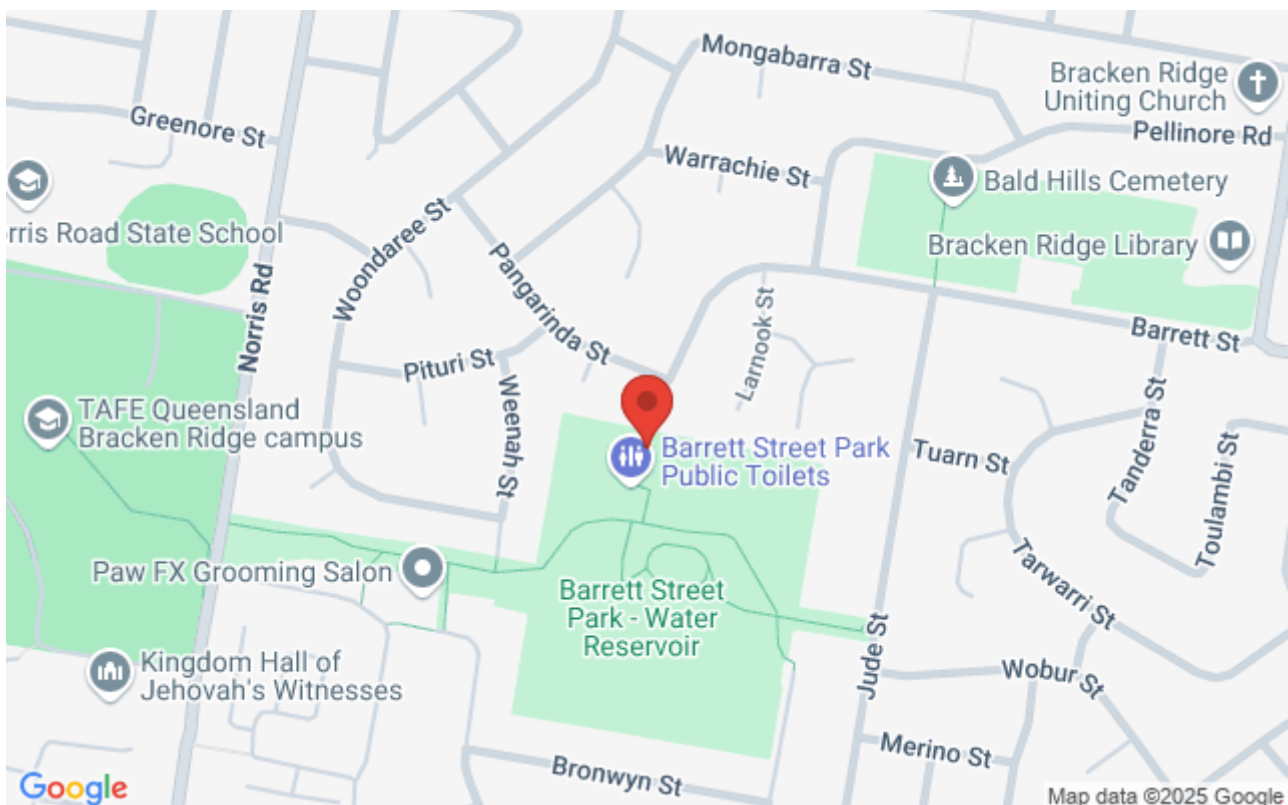 Mongabarra St
Bracken Ridge
Uniting Church
Greenore St
Pellinore Rd
Warrachie St
Bald Hills Cemetery
orris Road State School
Woondaree St
Pangarinda St
Bracken Ridge Library
Norris Rd
Larnook St
Barrett St
Pituri St
Weenah St
TAFE Queensland
Bracken Ridge campus
Barrett Street Park
Public Toilets
Tuarn St
Tanderra St
Toulambi St
Paw FX Grooming Salon
Barrett Street
Park - Water
Reservoir
Tarwarri St
Jude St
Kingdom Hall of
Jehovah's Witnesses
Wobur St
Merino St
Bronwyn St
Google
Map data ©2025 Google